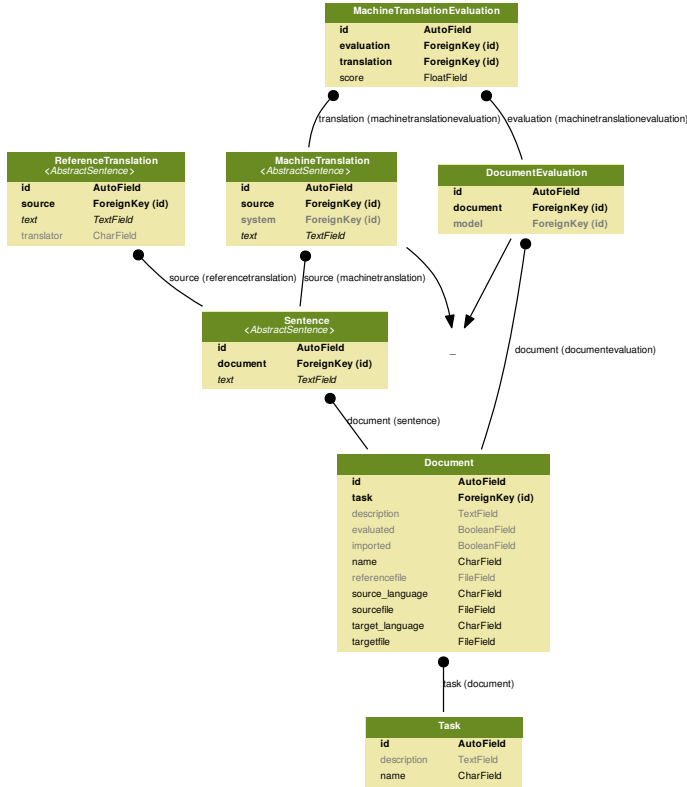 MachineTranslationEvaluation
id AutoField
evaluation ForeignKey (id)
translation ForeignKey (id)
score FloatField
translation (machinetranslationevaluation) evaluation (machinetranslationevaluation)
ReferenceTranslation
<AbstractSentence>
id AutoField
source ForeignKey (id)
text TextField
translator CharField
MachineTranslation
<AbstractSentence>
id AutoField
source ForeignKey (id)
system ForeignKey (id)
text TextField
DocumentEvaluation
id AutoField
document ForeignKey (id)
model ForeignKey (id)
source (referencetranslation) source (machinetranslation)
Sentence
<AbstractSentence>
id AutoField
document ForeignKey (id)
text TextField
_
document (documentevaluation)
document (sentence)
Document
id AutoField
task ForeignKey (id)
description TextField
evaluated BooleanField
imported BooleanField
name CharField
referencefile FileField
source_language CharField
sourcefile FileField
target_language CharField
targetfile FileField
task (document)
Task
id AutoField
description TextField
name CharField